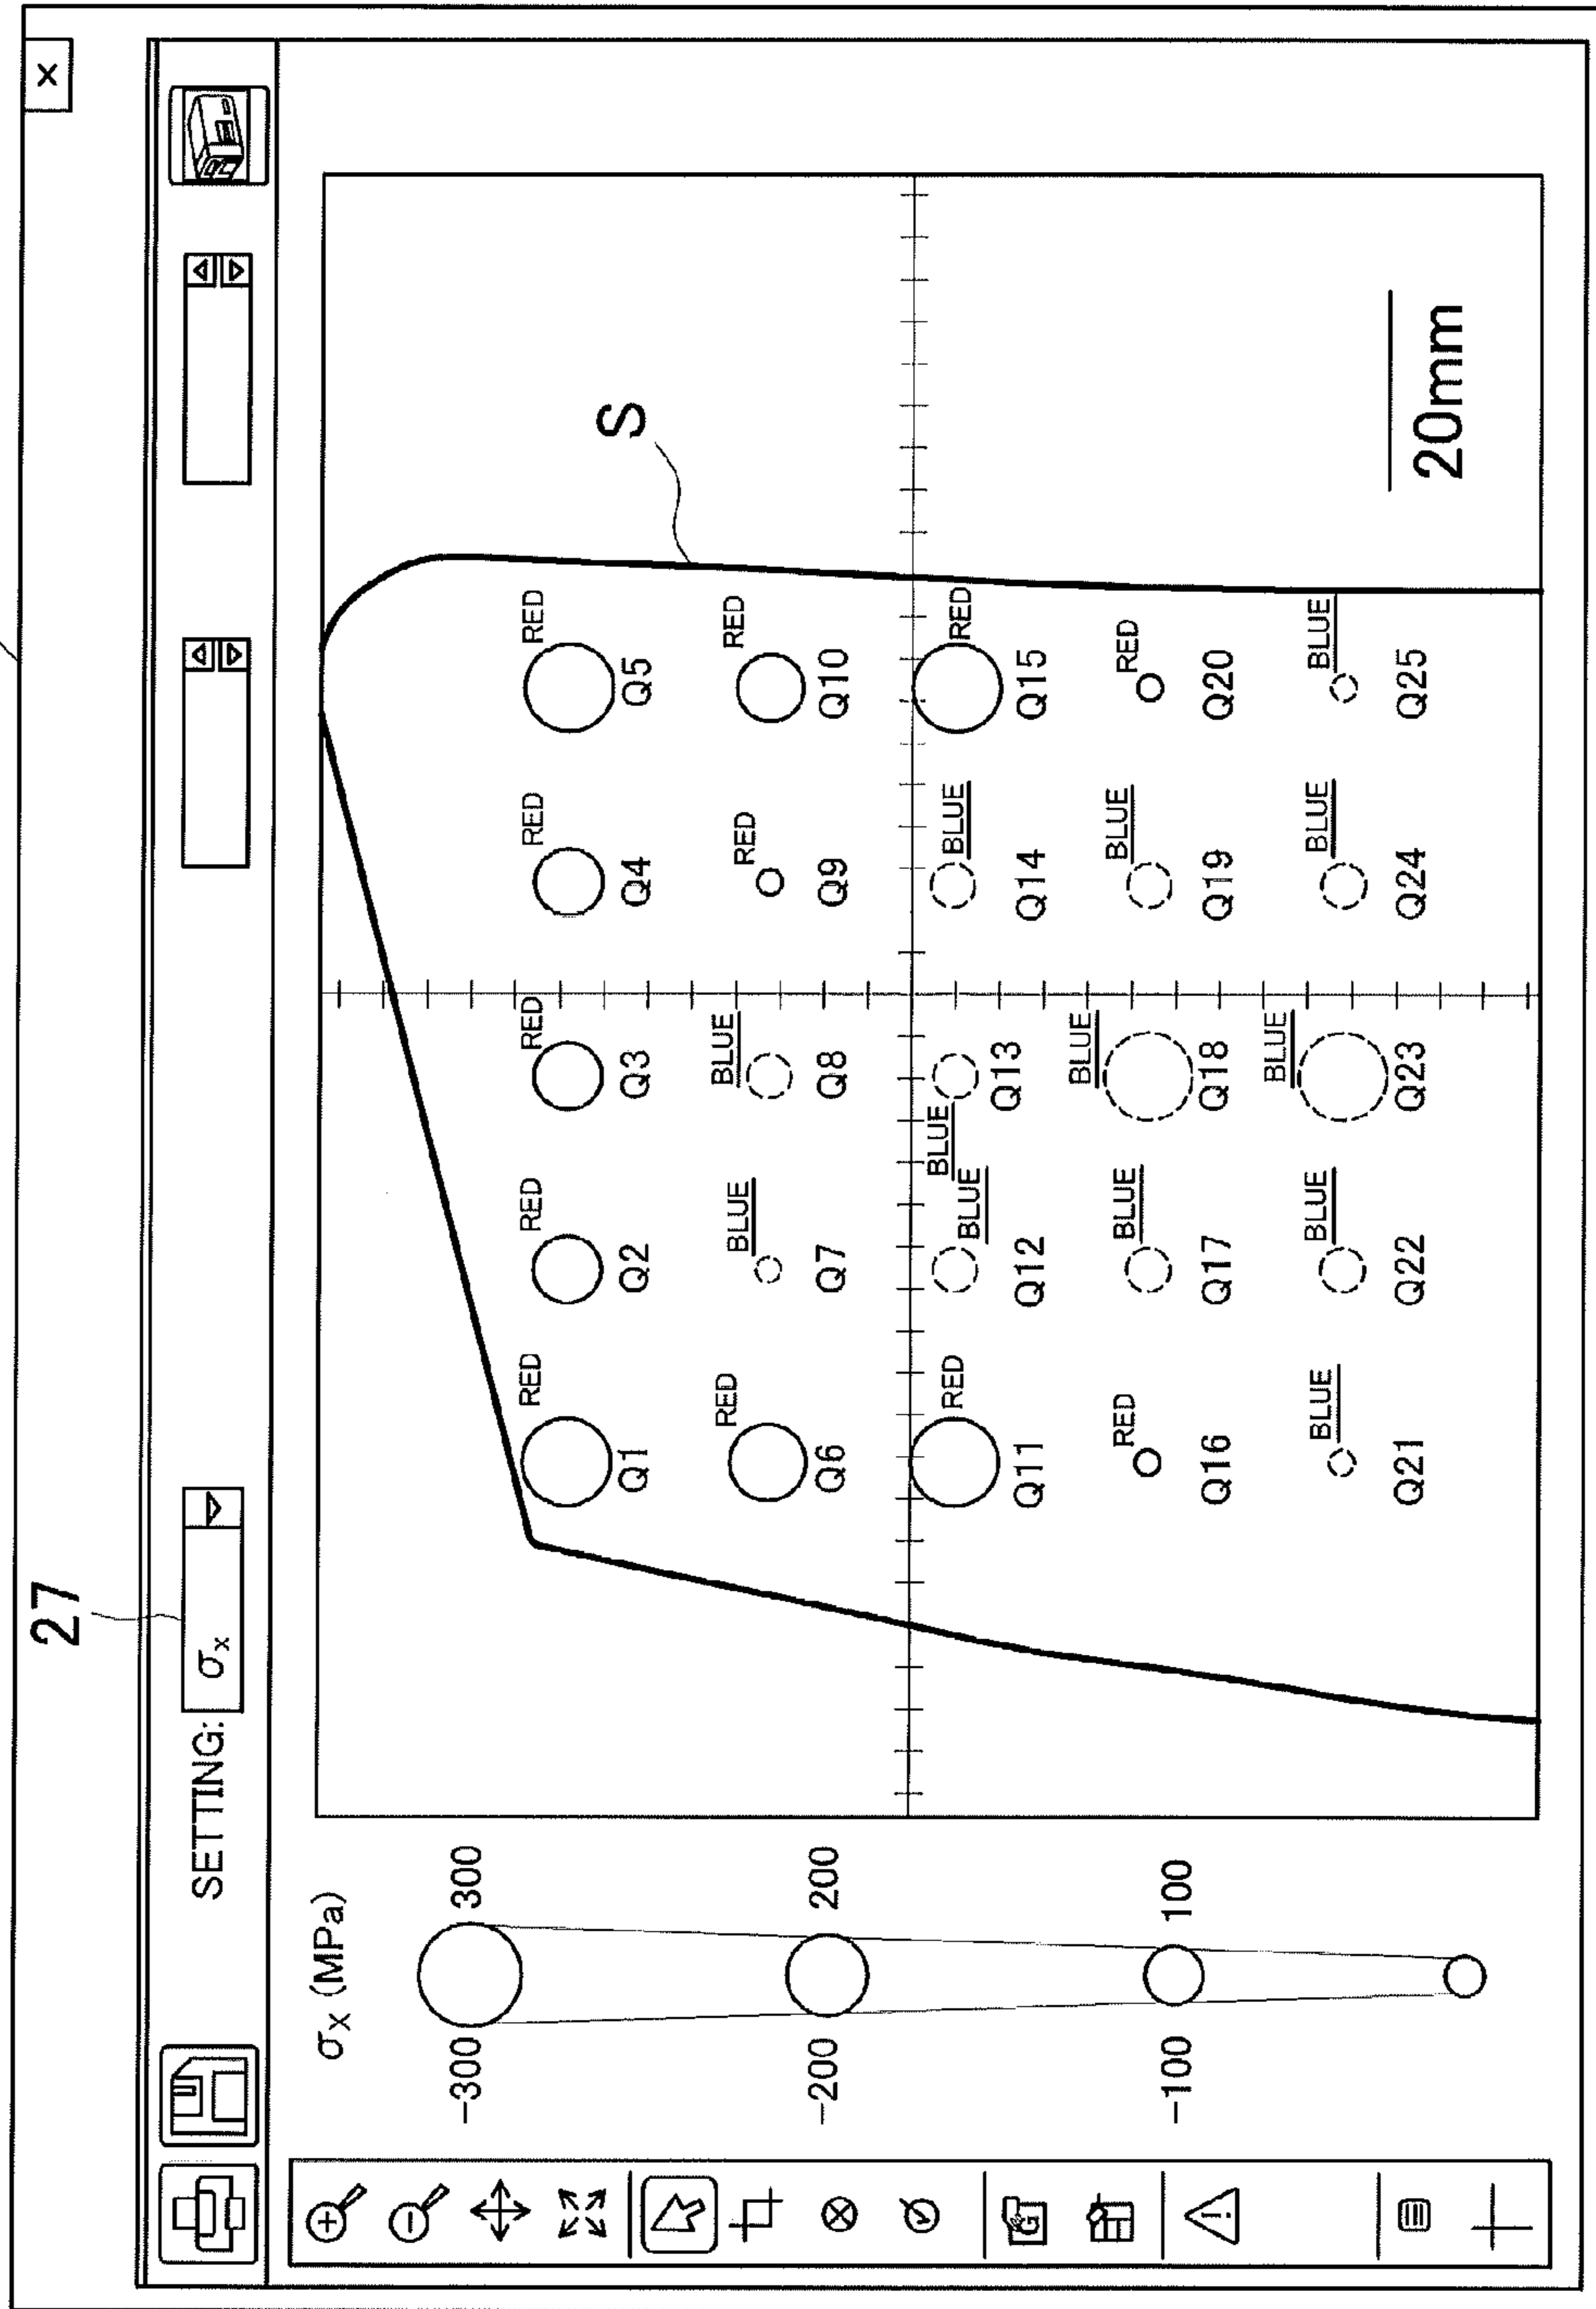 27
×
SETTING: σx
σx (MPa)
-300 300
-200 200
-100 100
S
RED RED RED RED RED
Q1 Q2 Q3 Q4 Q5
RED BLUE BLUE RED RED
Q6 Q7 Q8 Q9 Q10
RED BLUE BLUE BLUE RED
Q11 Q12 Q13 Q14 Q15
RED BLUE BLUE BLUE RED
Q16 Q17 Q18 Q19 Q20
BLUE BLUE BLUE BLUE BLUE
Q21 Q22 Q23 Q24 Q25
20mm
G